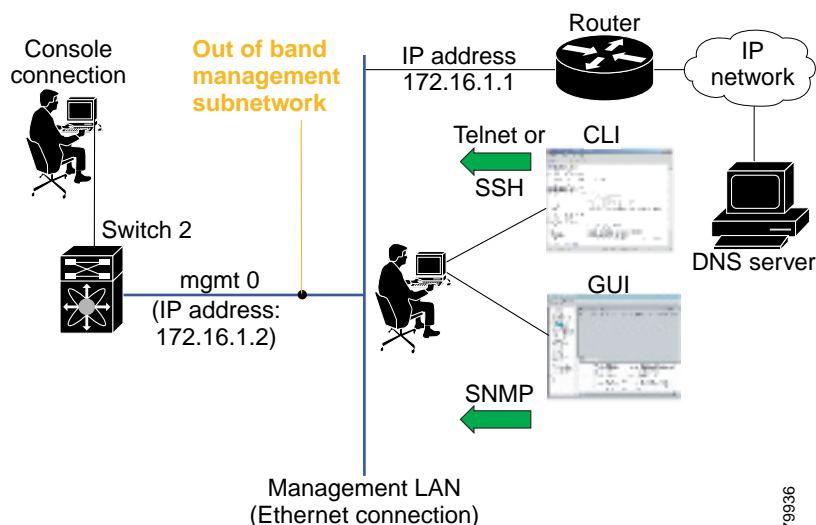 Console
connection
Out of band
management
subnetwork
Router
IP address
172.16.1.1
IP
network
Telnet or
CLI
SSH
DNS server
Switch 2
mgmt 0
(IP address:
172.16.1.2)
GUI
SNMP
Management LAN
(Ethernet connection)
79936